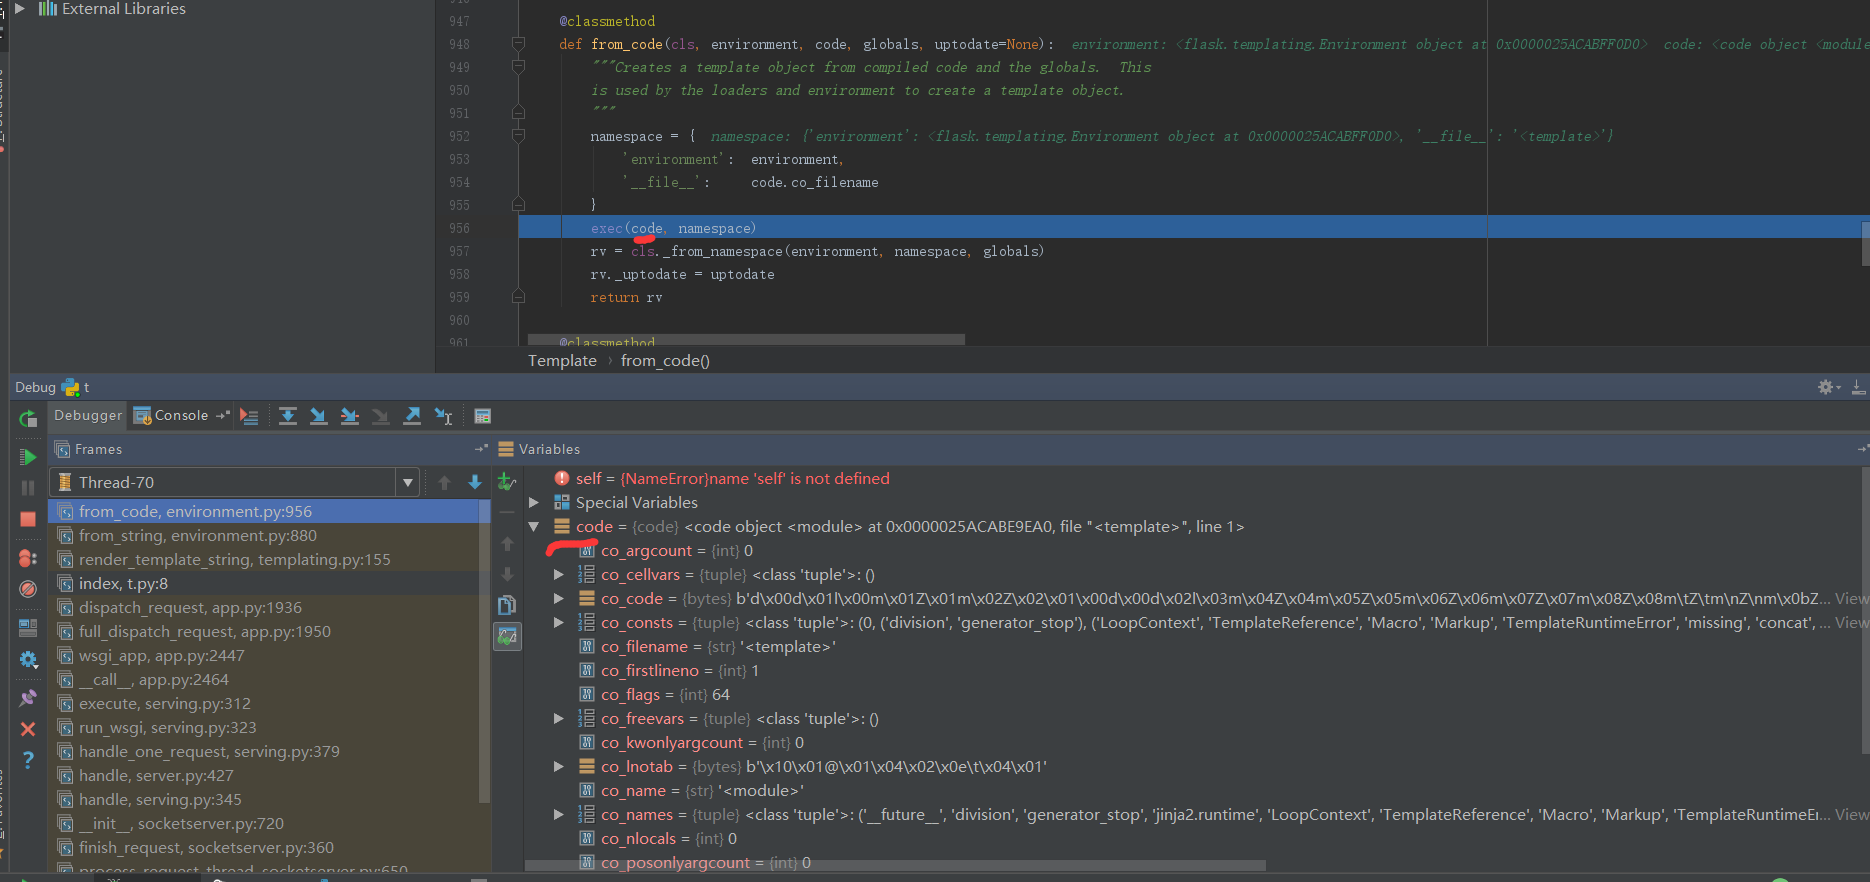 External Libraries
947 @classmethod
948 def from_code(cls, environment, code, globals, uptodate=None): environment: <flask.templating.Environment object at 0x0000025ACABFF0D0> code: <code object <module
949 """Creates a template object from compiled code and the globals. This
950 is used by the loaders and environment to create a template object.
951 """
952 namespace = { namespace: {'environment': <flask.templating.Environment object at 0x0000025ACABFF0D0>, '__file__': '<template>'}
953 'environment': environment,
954 '__file__': code.co_filename
955 }
956 exec(code, namespace)
957 rv = cls._from_namespace(environment, namespace, globals)
958 rv._uptodate = uptodate
959 return rv
960
961 @classmethod
Template › from_code()
Debug t
Debugger Console
Frames
Thread-70
from_code, environment.py:956
from_string, environment.py:880
render_template_string, templating.py:155
index, t.py:8
dispatch_request, app.py:1936
full_dispatch_request, app.py:1950
wsgi_app, app.py:2447
__call__, app.py:2464
execute, serving.py:312
run_wsgi, serving.py:323
handle_one_request, serving.py:379
handle, server.py:427
handle, serving.py:345
__init__, socketserver.py:720
finish_request, socketserver.py:360
process_request_thread, socketserver.py:650
Variables
self = {NameError}name 'self' is not defined
Special Variables
code = {code} <code object <module> at 0x0000025ACABE9EA0, file "<template>", line 1>
co_argcount = {int} 0
co_cellvars = {tuple} <class 'tuple'>: ()
co_code = {bytes} b'd\x00d\x01l\x00m\x01Z\x01m\x02Z\x02\x01\x00d\x00d\x02l\x03m\x04Z\x04m\x05Z\x05m\x06Z\x06m\x07Z\x07m\x08Z\x08m\tZ\tm\nZ\nm\x0bZ... View
co_consts = {tuple} <class 'tuple'>: (0, ('division', 'generator_stop'), ('LoopContext', 'TemplateReference', 'Macro', 'Markup', 'TemplateRuntimeError', 'missing', 'concat', ... View
co_filename = {str} '<template>'
co_firstlineno = {int} 1
co_flags = {int} 64
co_freevars = {tuple} <class 'tuple'>: ()
co_kwonlyargcount = {int} 0
co_lnotab = {bytes} b'\x10\x01@\x01\x04\x02\x0e\t\x04\x01'
co_name = {str} '<module>'
co_names = {tuple} <class 'tuple'>: ('__future__', 'division', 'generator_stop', 'jinja2.runtime', 'LoopContext', 'TemplateReference', 'Macro', 'Markup', 'TemplateRuntimeEr... View
co_nlocals = {int} 0
co_posonlyargcount = {int} 0